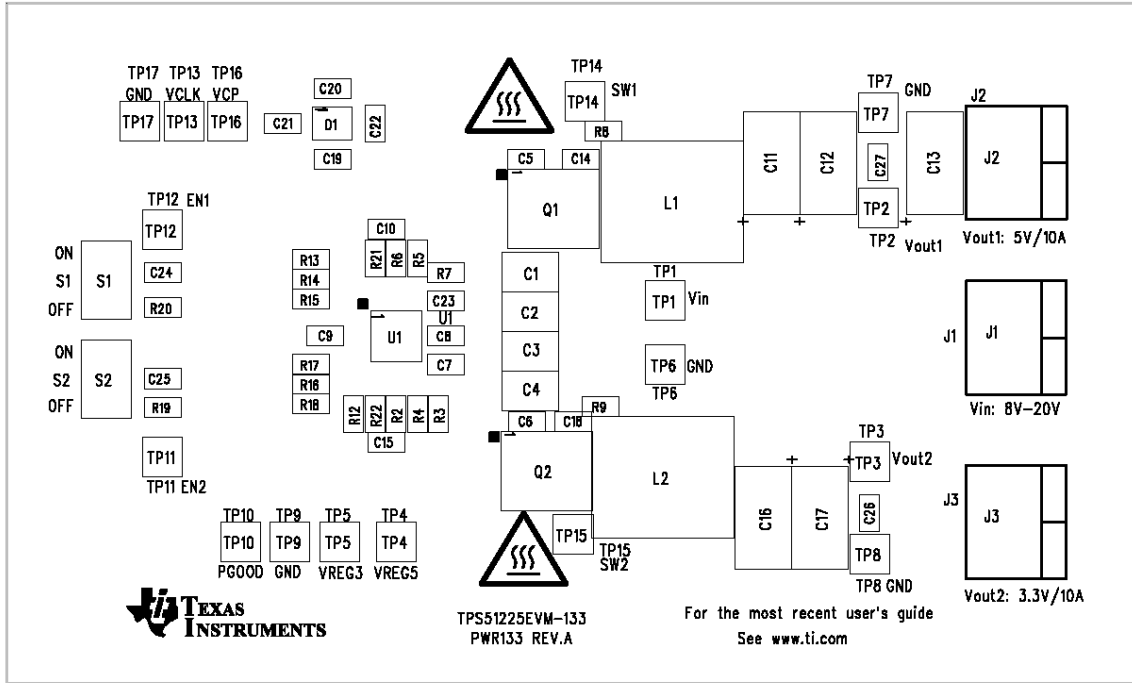 TP17 TP13 TP16
GND VCLK VCP
TP17 TP13 TP16
C20
C21
D1
C22
C19
TP14
TP14 SW1
R8
C5 C14
Q1
L1
C11 C12
TP7 GND
TP7
C27
TP2
TP2
C13
Vout1
J2
J2
Vout1: 5V/10A
TP12 EN1
TP12
ON
S1 S1
OFF
C24
R20
ON
S2 S2
OFF
C25
R19
TP11
TP11 EN2
R13
R14
R15
C9
R17
R16
R18
C10
R21 R6 R5
R7
C23
U1
U1
C8
C7
R12 R22 R2 R4 R3
C15
C1
C2
C3
C4
TP1
TP1 Vin
TP6 GND
TP6
J1 J1
Vin: 8V-20V
R9
C6 C18
Q2
L2
C16 C17
TP3
TP3 Vout2
C26
TP8
TP8 GND
J3 J3
Vout2: 3.3V/10A
TP15
TP15
SW2
TP10 TP9 TP5 TP4
TP10 TP9 TP5 TP4
PGOOD GND VREG3 VREG5
TEXAS
INSTRUMENTS
TPS51225EVM-133
PWR133 REV.A
For the most recent user's guide
See www.ti.com